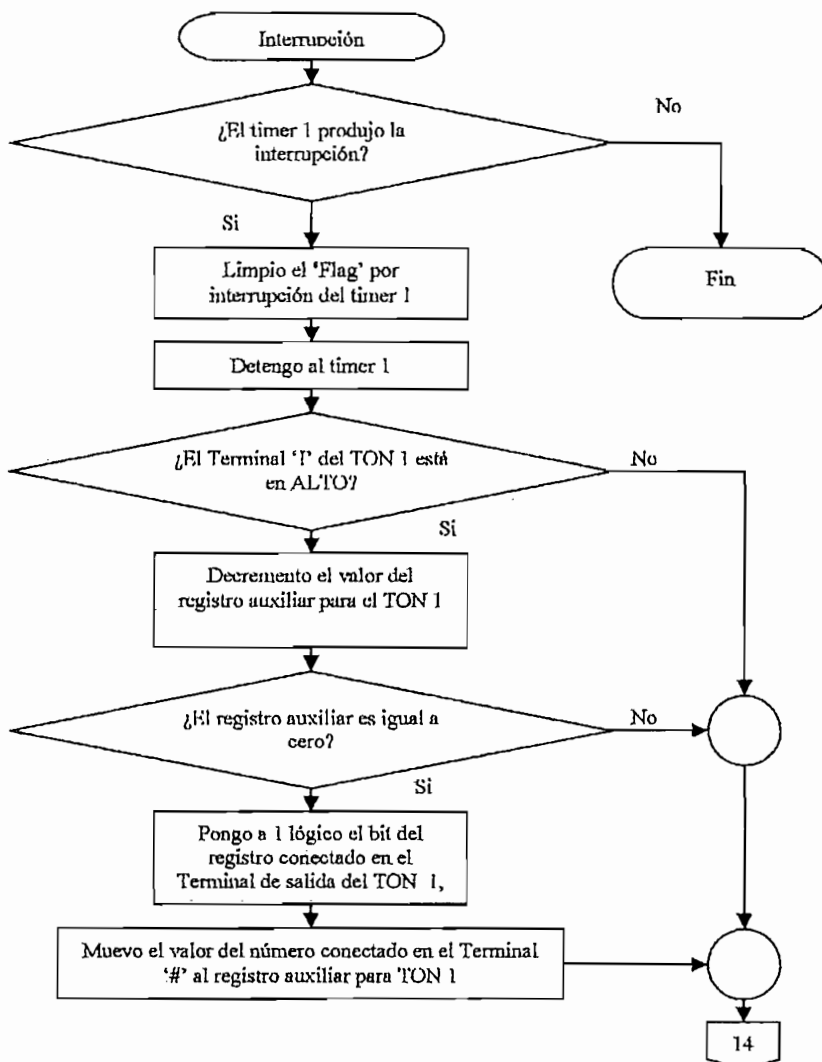 Interrupción
No
¿El timer 1 produjo la
interrupción?
Si
Limpio el 'Flag' por
interrupción del timer 1
Fin
Detengo al timer 1
¿El Terminal 'I' del TON 1 está
en ALTO?
No
Si
Decremento el valor del
registro auxiliar para el TON 1
¿El registro auxiliar es igual a
cero?
No
Si
Pongo a 1 lógico el bit del
registro conectado en el
Terminal de salida del TON 1,
Muevo el valor del número conectado en el Terminal
'#' al registro auxiliar para TON 1
14